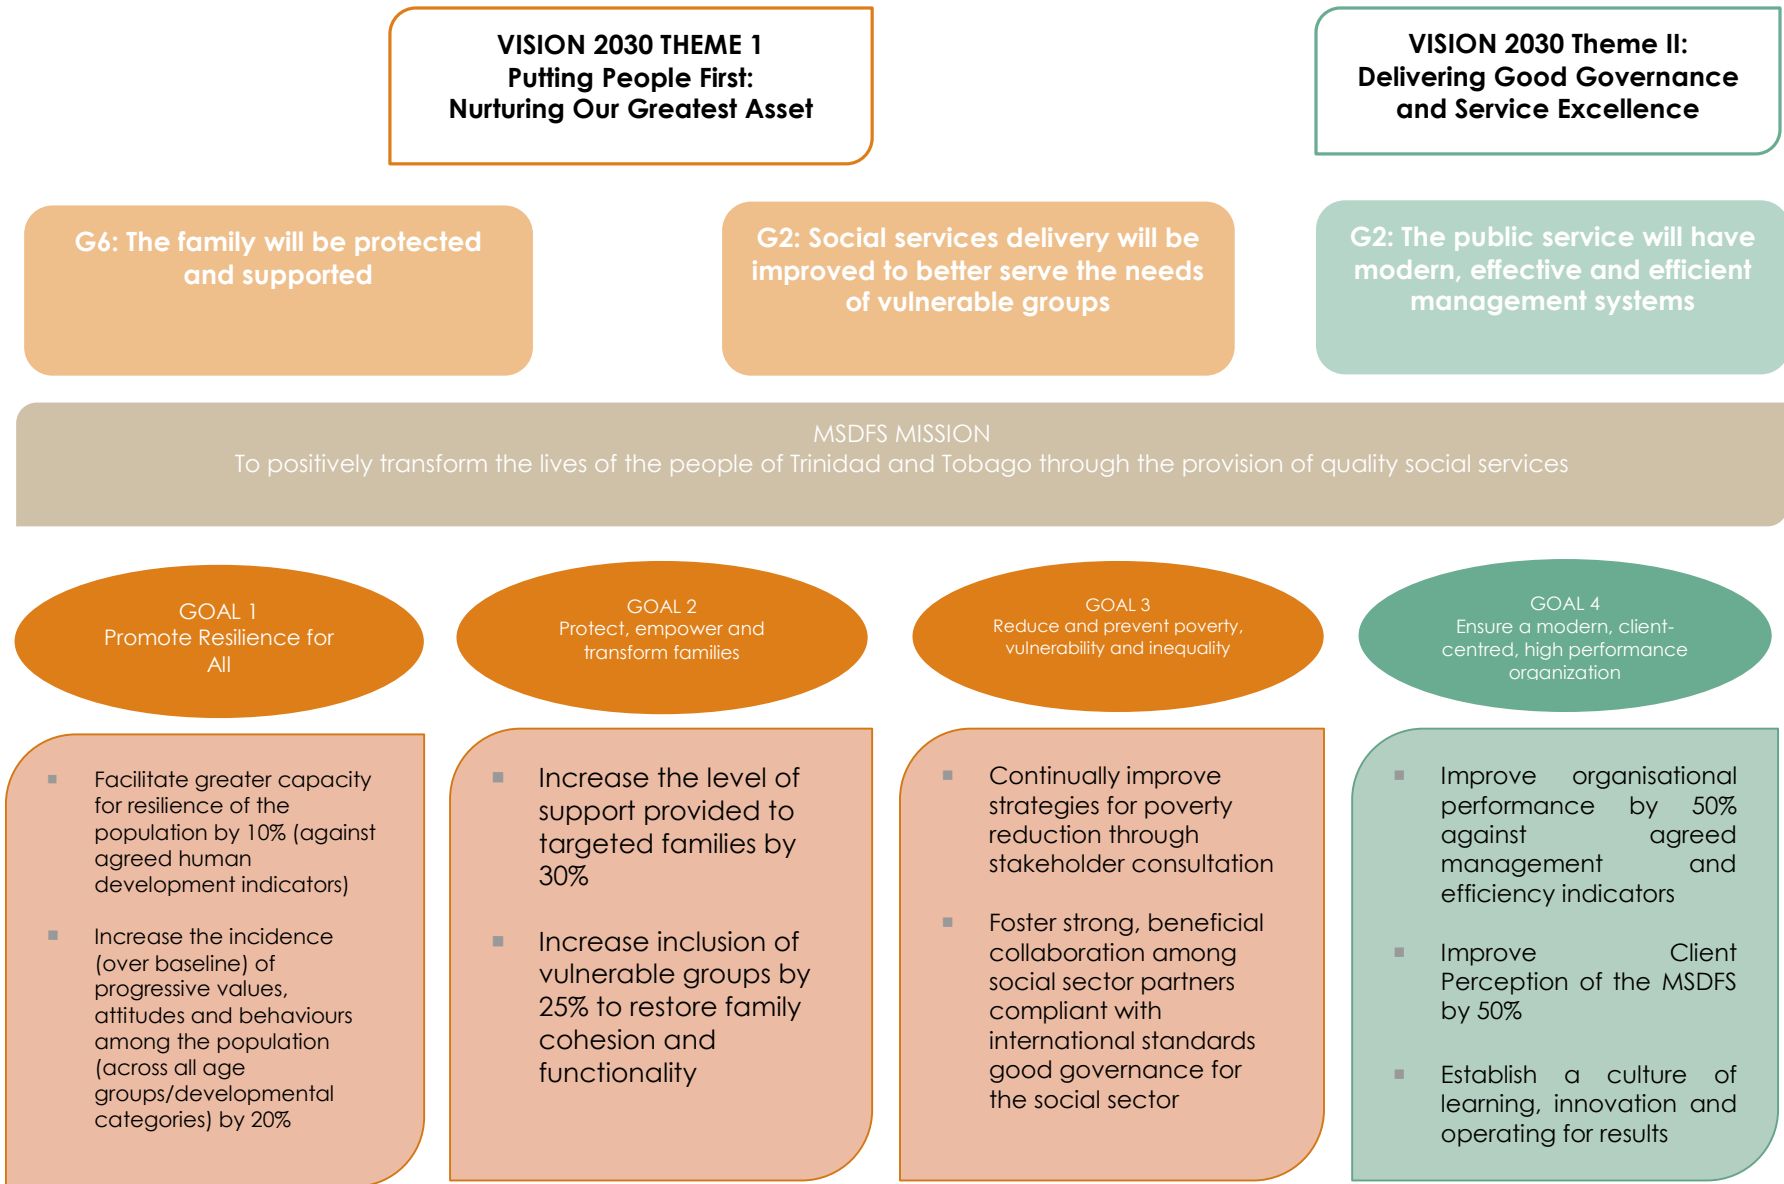 VISION 2030 THEME 1
Putting People First:
Nurturing Our Greatest Asset
VISION 2030 Theme II:
Delivering Good Governance
and Service Excellence
G6: The family will be protected
and supported
G2: Social services delivery will be
improved to better serve the needs
of vulnerable groups
G2: The public service will have
modern, effective and efficient
management systems
MSDFS MISSION
To positively transform the lives of the people of Trinidad and Tobago through the provision of quality social services
GOAL 1
Promote Resilience for
All
GOAL 2
Protect, empower and
transform families
GOAL 3
Reduce and prevent poverty,
vulnerability and inequality
GOAL 4
Ensure a modern, client-
centred, high performance
organization
▪ Facilitate greater capacity
for resilience of the
population by 10% (against
agreed human
development indicators)
▪ Increase the incidence
(over baseline) of
progressive values,
attitudes and behaviours
among the population
(across all age
groups/developmental
categories) by 20%
▪ Increase the level of
support provided to
targeted families by
30%
▪ Increase inclusion of
vulnerable groups by
25% to restore family
cohesion and
functionality
▪ Continually improve
strategies for poverty
reduction through
stakeholder consultation
▪ Foster strong, beneficial
collaboration among
social sector partners
compliant with
international standards
good governance for
the social sector
▪ Improve organisational
performance by 50%
against agreed
management and
efficiency indicators
▪ Improve Client
Perception of the MSDFS
by 50%
▪ Establish a culture of
learning, innovation and
operating for results